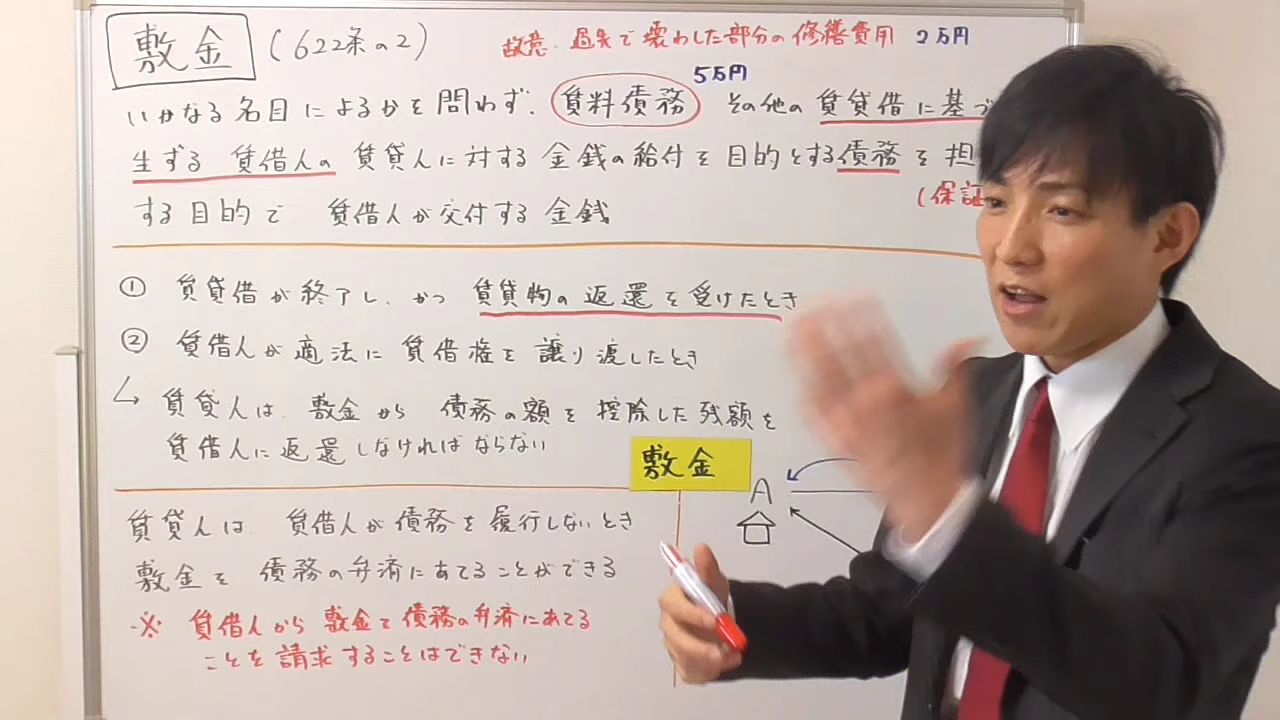 敷金 (622条の2)
故意・過失で壊わした部分の修繕費用 2万円
5万円
いかなる名目によるかを問わず、賃料債務 その他の賃貸借に基づ
生ずる 賃借人の 賃貸人に対する 金銭の給付を目的とする債務を担
(保証
する目的で 賃借人が交付する金銭
① 賃貸借が終了し、かつ 賃貸物の返還を受けたとき
② 賃借人が適法に賃借権を譲り渡したとき
賃貸人は、敷金から 債務の額を控除した残額を
賃借人に返還しなければならない
敷金
A
賃貸人は 賃借人が債務を履行しないとき
敷金を 債務の弁済にあてることができる
※ 賃借人から 敷金で債務の弁済にあてる
ことを請求することはできない